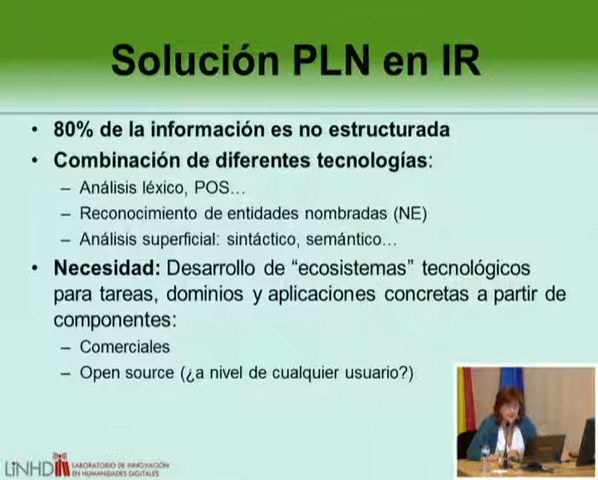 Solución PLN en IR
• 80% de la información es no estructurada
• Combinación de diferentes tecnologías:
– Análisis léxico, POS...
– Reconocimiento de entidades nombradas (NE)
– Análisis superficial: sintáctico, semántico...
• Necesidad: Desarrollo de “ecosistemas” tecnológicos
para tareas, dominios y aplicaciones concretas a partir de
componentes:
– Comerciales
– Open source (¿a nivel de cualquier usuario?)
LINHD
LABORATORIO DE INNOVACIÓN
EN HUMANIDADES DIGITALES